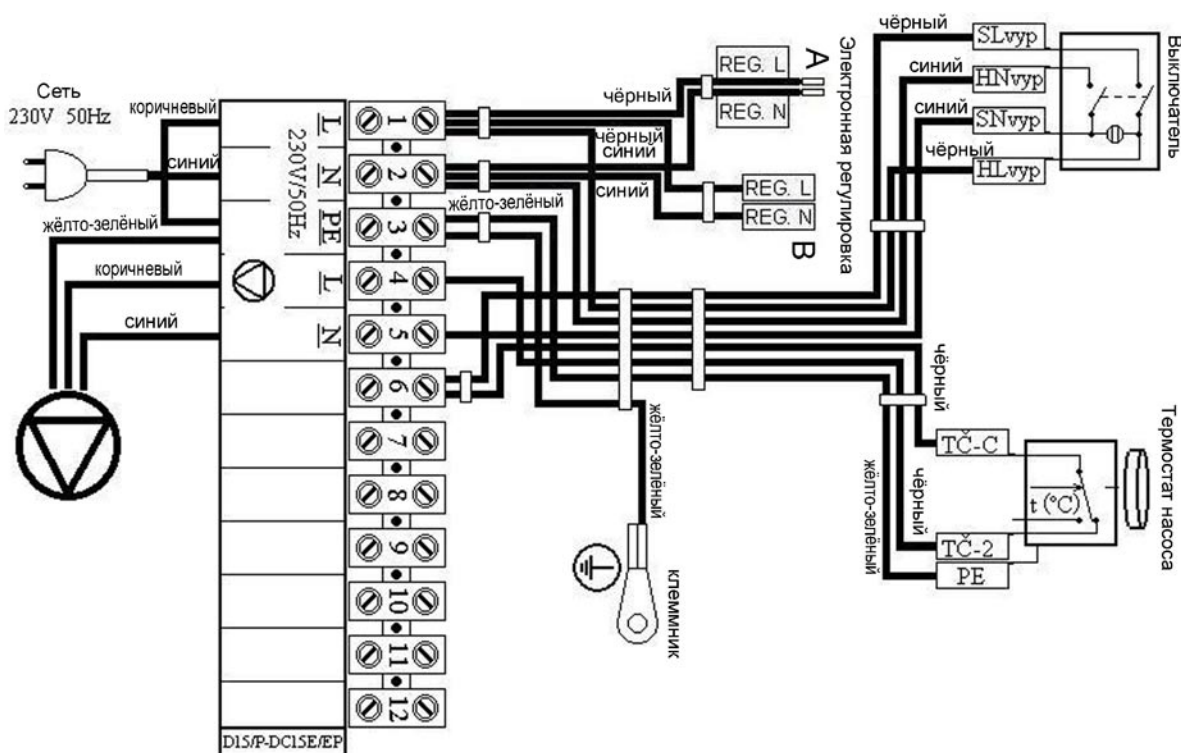 Сеть
230V 50Hz
коричневый
синий
жёлто-зелёный
коричневый
синий
230V/50Hz
L
N
PE
L
N
1
2
3
4
5
6
7
8
9
10
11
12
D15/P-DC15E/EP
чёрный
чёрный
синий
синий
жёлто-зелёный
REG. L
REG. N
A
Электронная регулировка
REG. L
REG. N
B
чёрный
SLvyp
синий
HNvyp
синий
SNvyp
чёрный
HLvyp
Выключатель
жёлто-зелёный
клеммник
чёрный
TČ-C
чёрный
TČ-2
жёлто-зелёный
PE
t (°C)
Термостат насоса